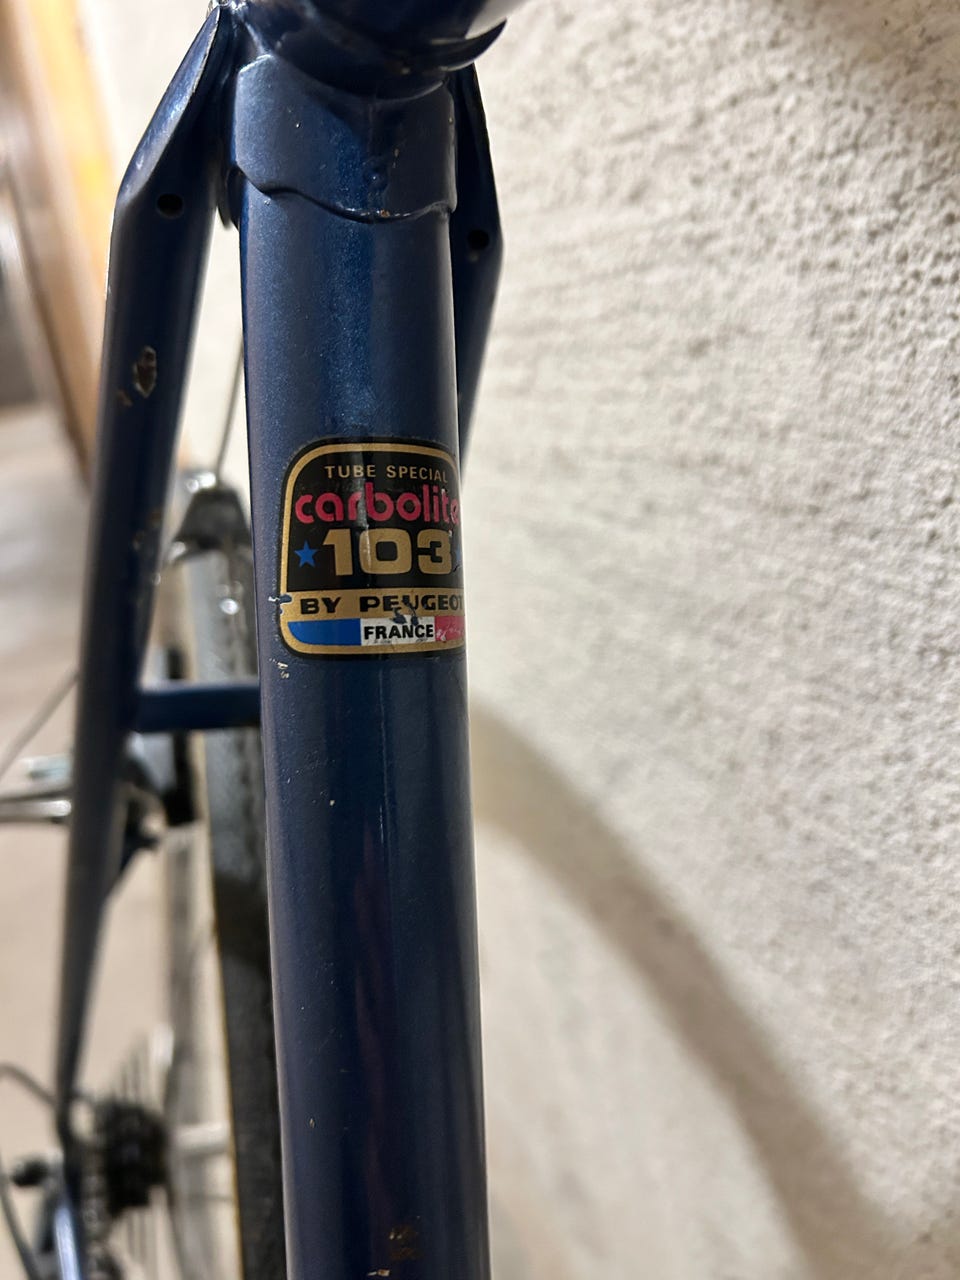 TUBE SPECIAL
carbolite
103
BY PEUGEOT
FRANCE